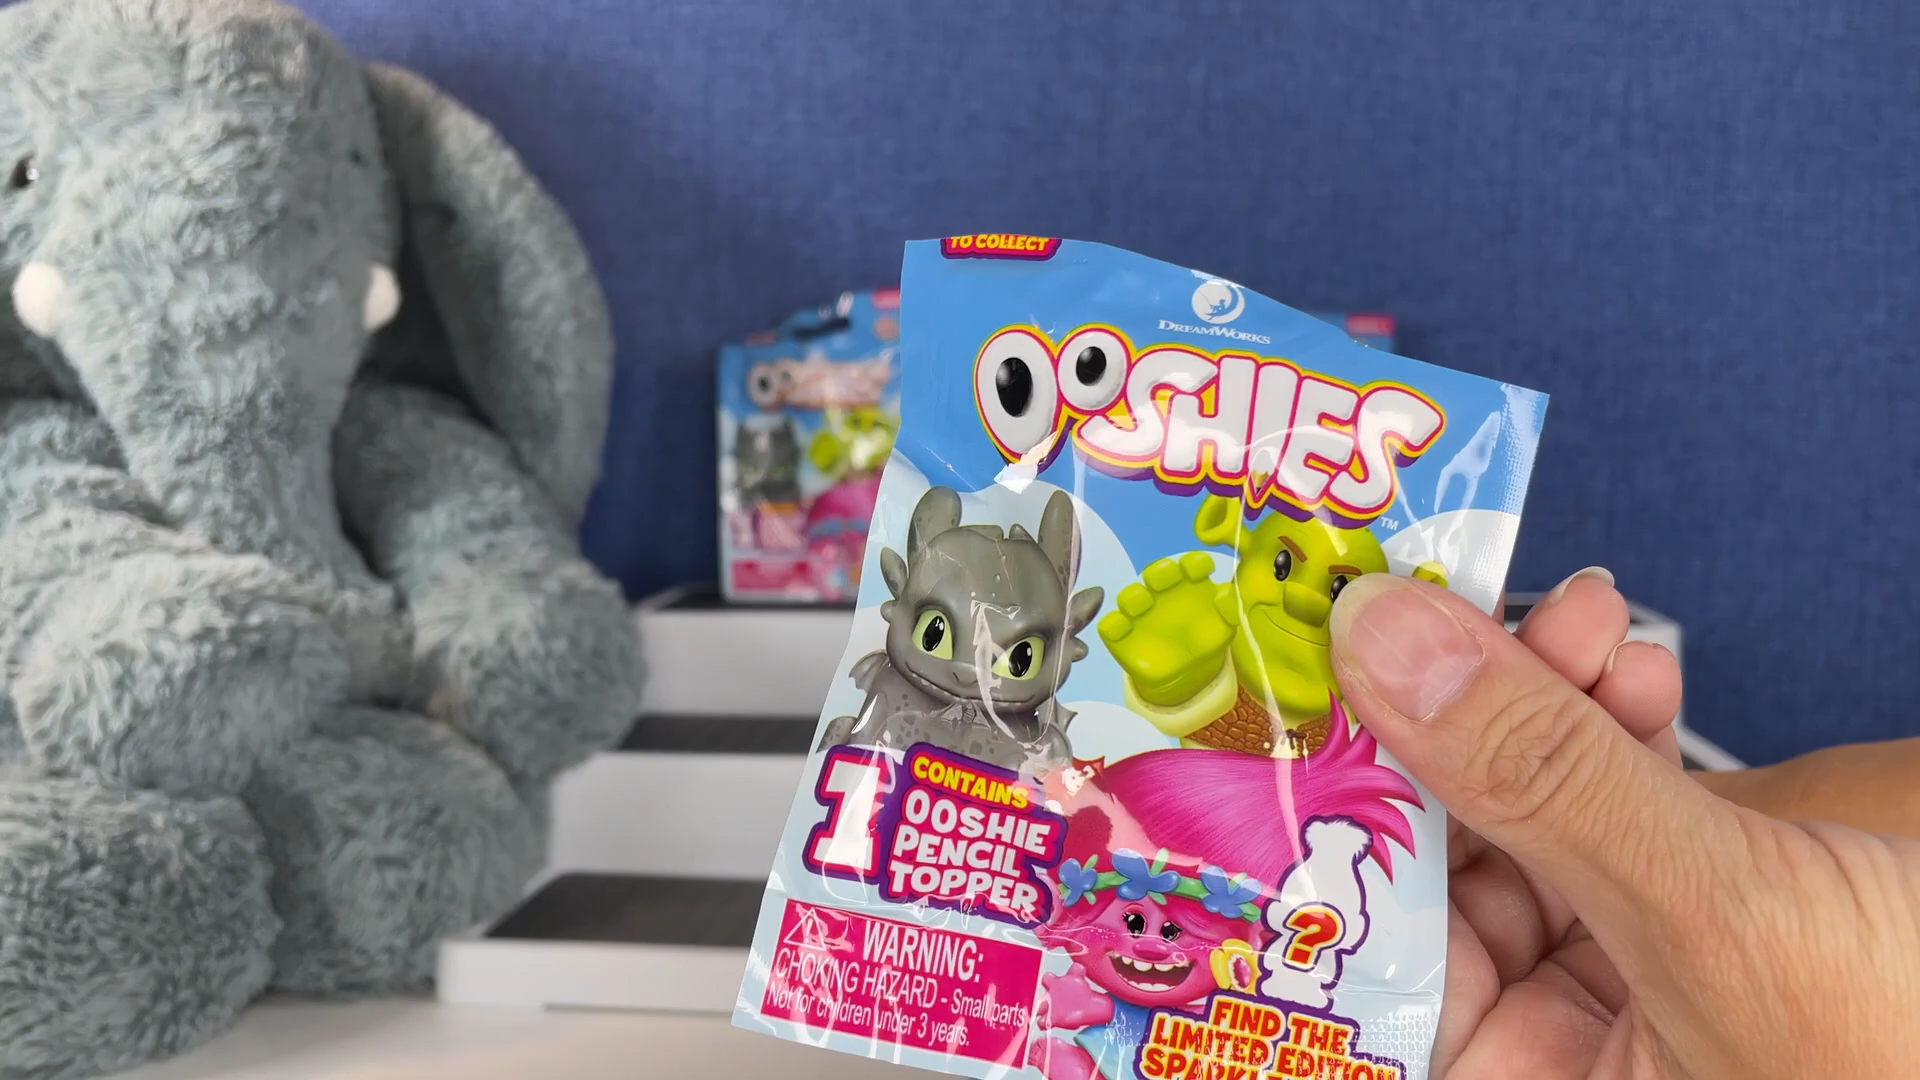 TO COLLECT
DREAMWORKS
OOSHIES
TM
1
CONTAINS
OOSHIE
PENCIL
TOPPER
WARNING:
CHOKING HAZARD - Small parts
Not for children under 3 years.
?
FIND THE
LIMITED EDITION